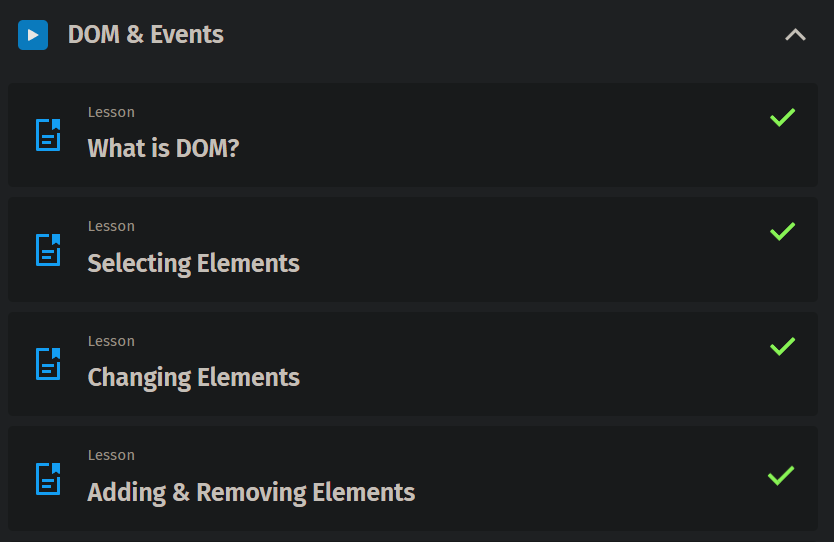 DOM & Events
Lesson
What is DOM?
Lesson
Selecting Elements
Lesson
Changing Elements
Lesson
Adding & Removing Elements